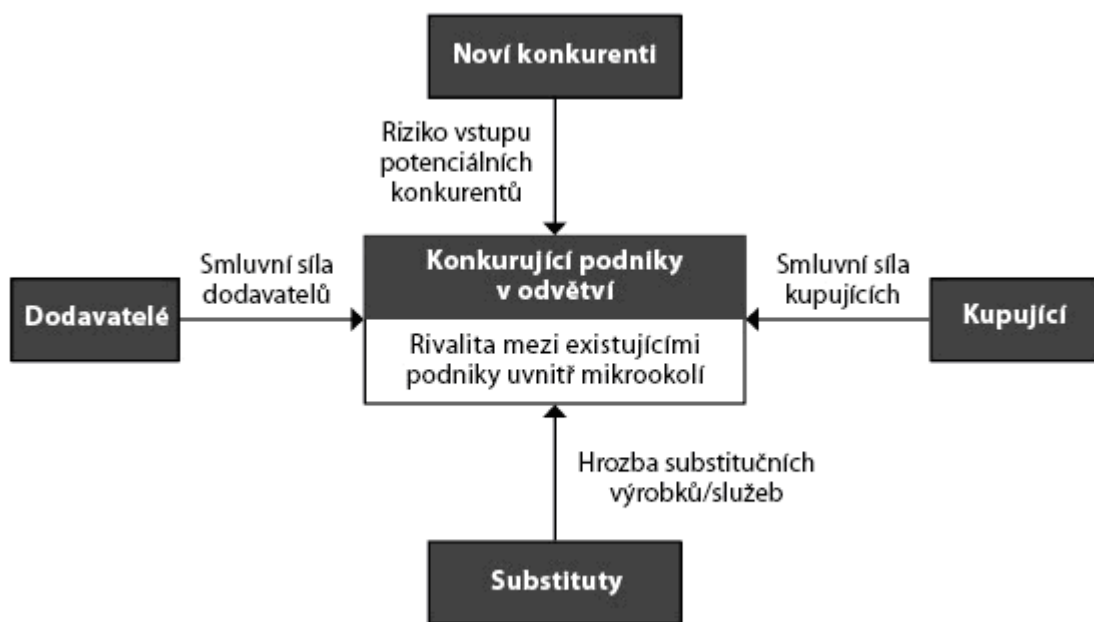 Noví konkurenti
Riziko vstupu
potenciálních
konkurentů
Smluvní síla
dodavatelů
Dodavatelé
Konkurující podniky
v odvětví
Rivalita mezi existujícími
podniky uvnitř mikrookolí
Smluvní síla
kupujících
Kupující
Hrozba substitučních
výrobků/služeb
Substituty